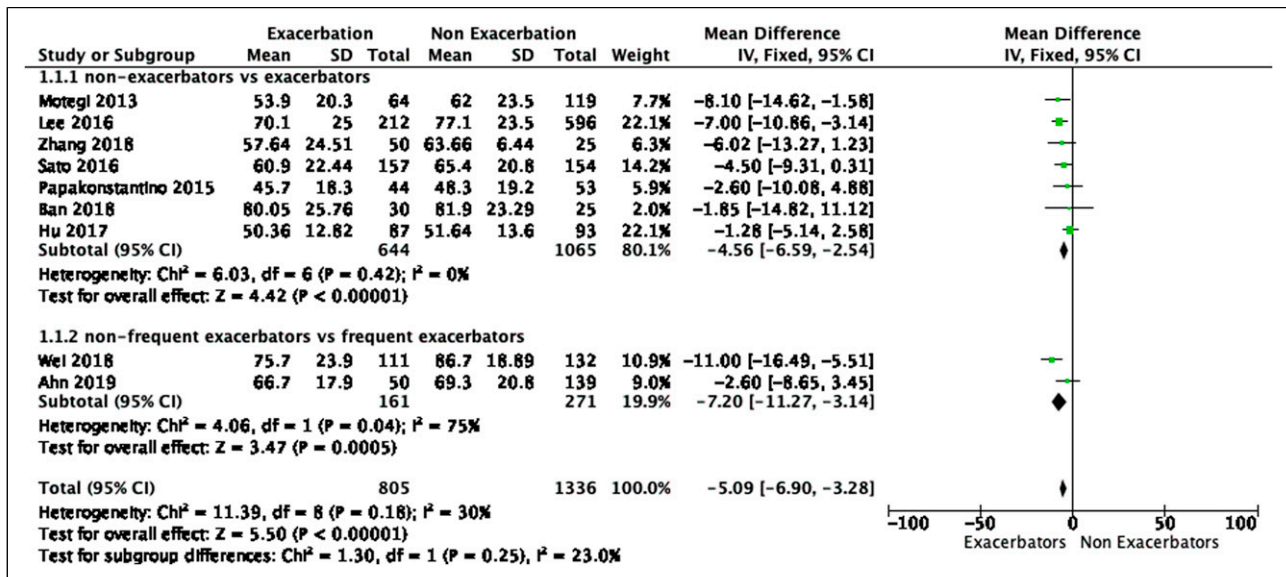 Exacerbation Non Exacerbation Mean Difference Mean Difference
Study or Subgroup Mean SD Total Mean SD Total Weight IV, Fixed, 95% CI IV, Fixed, 95% CI
1.1.1 non-exacerbators vs exacerbators
Motegi 2013 53.9 20.3 64 62 23.5 119 7.7% -8.10 [-14.62, -1.58]
Lee 2016 70.1 25 212 77.1 23.5 596 22.1% -7.00 [-10.86, -3.14]
Zhang 2018 57.64 24.51 50 63.66 6.44 25 6.3% -6.02 [-13.27, 1.23]
Sato 2016 60.9 22.44 157 65.4 20.8 154 14.2% -4.50 [-9.31, 0.31]
Papakonstantino 2015 45.7 18.3 44 48.3 19.2 53 5.9% -2.60 [-10.08, 4.88]
Ban 2018 80.05 25.76 30 81.9 23.29 25 2.0% -1.85 [-14.82, 11.12]
Hu 2017 50.36 12.82 87 51.64 13.6 93 22.1% -1.28 [-5.14, 2.58]
Subtotal (95% CI) 644 1065 80.1% -4.56 [-6.59, -2.54]
Heterogeneity: Chi² = 6.03, df = 6 (P = 0.42); I² = 0%
Test for overall effect: Z = 4.42 (P < 0.00001)
1.1.2 non-frequent exacerbators vs frequent exacerbators
Wei 2018 75.7 23.9 111 86.7 18.89 132 10.9% -11.00 [-16.49, -5.51]
Ahn 2019 66.7 17.9 50 69.3 20.8 139 9.0% -2.60 [-8.65, 3.45]
Subtotal (95% CI) 161 271 19.9% -7.20 [-11.27, -3.14]
Heterogeneity: Chi² = 4.06, df = 1 (P = 0.04); I² = 75%
Test for overall effect: Z = 3.47 (P = 0.0005)
Total (95% CI) 805 1336 100.0% -5.09 [-6.90, -3.28]
Heterogeneity: Chi² = 11.39, df = 8 (P = 0.18); I² = 30%
Test for overall effect: Z = 5.50 (P < 0.00001)
Test for subgroup differences: Chi² = 1.30, df = 1 (P = 0.25), I² = 23.0%
-100 -50 0 50 100
Exacerbators Non Exacerbators